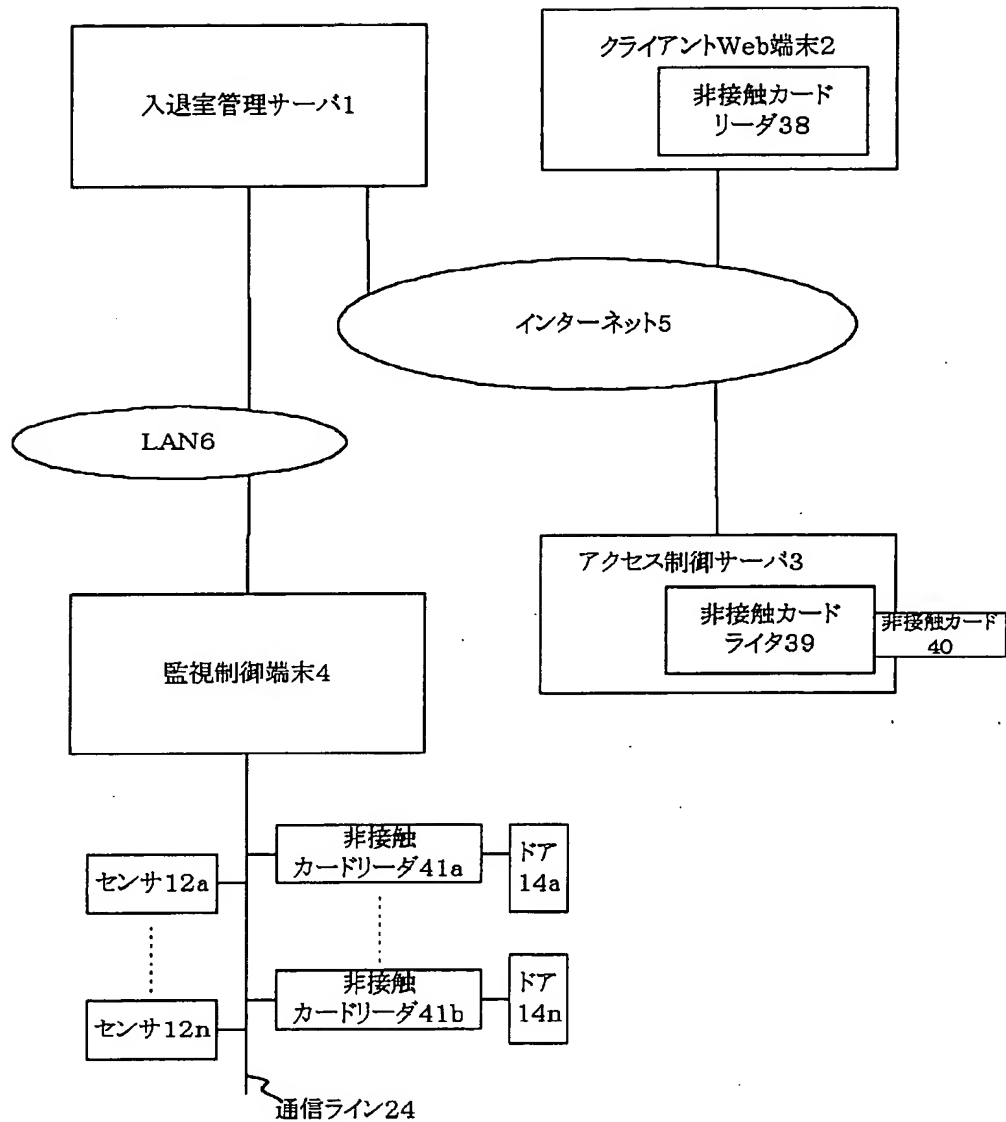 入退室管理サーバ1
クライアントWeb端末2
非接触カード
リーダ38
インターネット5
LAN6
アクセス制御サーバ3
非接触カード
ライタ39
非接触カード
40
監視制御端末4
非接触
カードリーダ41a
ドア
14a
センサ12a
非接触
カードリーダ41b
ドア
14n
センサ12n
通信ライン24